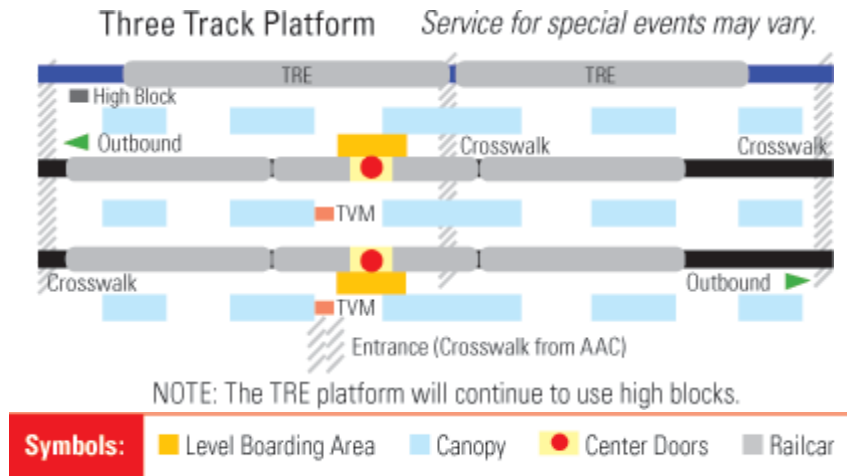 Three Track Platform Service for special events may vary.
TRE TRE
High Block
Outbound Crosswalk Crosswalk
TVM
Crosswalk Outbound
TVM
Entrance (Crosswalk from AAC)
NOTE: The TRE platform will continue to use high blocks.
Symbols: Level Boarding Area Canopy Center Doors Railcar